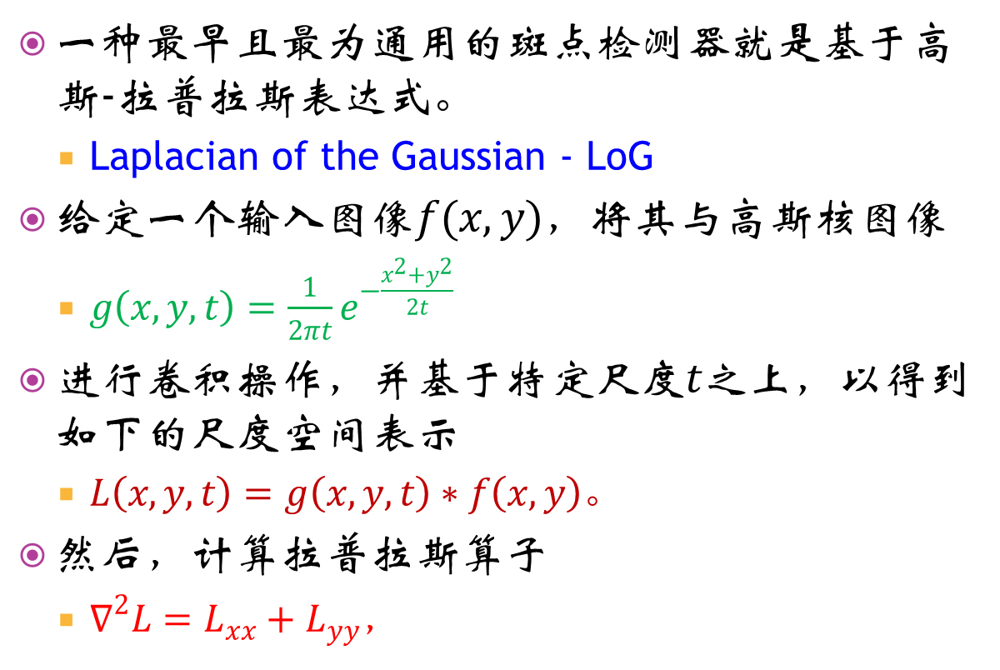 一种最早且最为通用的斑点检测器就是基于高
斯-拉普拉斯表达式。
Laplacian of the Gaussian - LoG
给定一个输入图像f(x, y)，将其与高斯核图像
g(x, y, t) = \frac{1}{2πt} e^{-\frac{x^2+y^2}{2t}}
进行卷积操作，并基于特定尺度t之上，以得到
如下的尺度空间表示
L(x, y, t) = g(x, y, t) ∗ f(x, y)。
然后，计算拉普拉斯算子
∇^2 L = L_{xx} + L_{yy}，